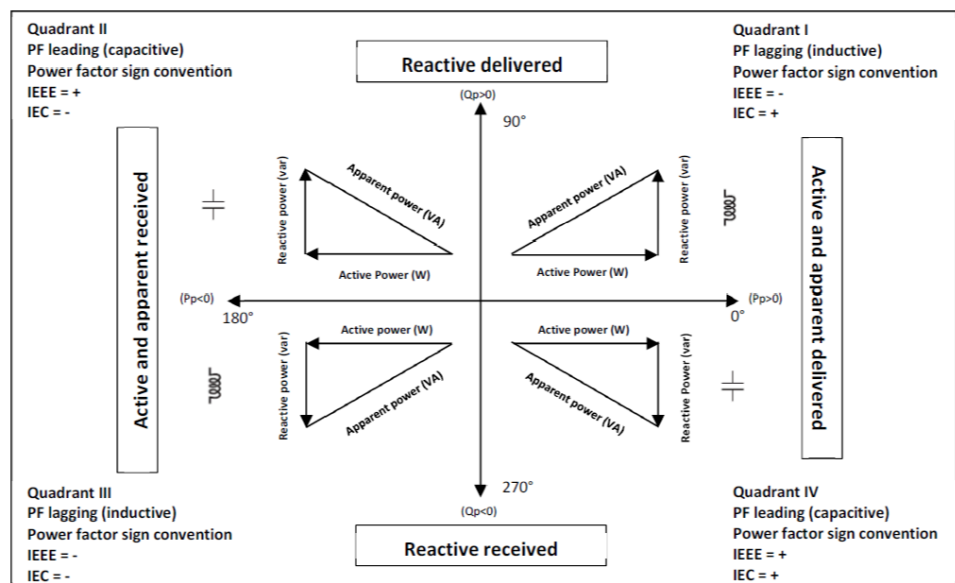 Quadrant II
PF leading (capacitive)
Power factor sign convention
IEEE = +
IEC = -
Reactive delivered
Quadrant I
PF lagging (inductive)
Power factor sign convention
IEEE = -
IEC = +
(Qp>0)
90°
Active and apparent received
Reactive power (var)
Apparent power (VA)
Active Power (W)
Apparent power (VA)
Active Power (W)
Reactive power (var)
Active and apparent delivered
(Pp<0)
180°
(Pp>0)
0°
Reactive power (var)
Active power (W)
Apparent power (VA)
Active power (W)
Apparent power (VA)
Reactive Power (var)
270°
(Qp<0)
Quadrant III
PF lagging (inductive)
Power factor sign convention
IEEE = -
IEC = -
Reactive received
Quadrant IV
PF leading (capacitive)
Power factor sign convention
IEEE = +
IEC = +